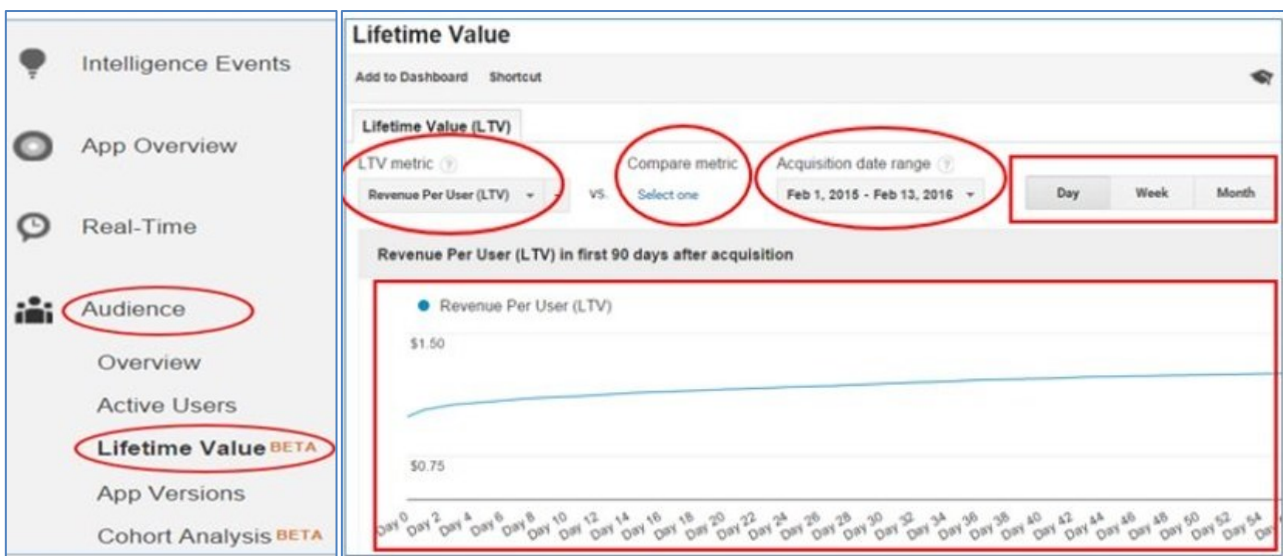 Intelligence Events
App Overview
Real-Time
Audience
Overview
Active Users
Lifetime Value BETA
App Versions
Cohort Analysis BETA
Lifetime Value
Add to Dashboard Shortcut
Lifetime Value (LTV)
LTV metric ? Compare metric Acquisition date range ?
Revenue Per User (LTV) vs. Select one Feb 1, 2015 - Feb 13, 2016 Day Week Month
Revenue Per User (LTV) in first 90 days after acquisition
Revenue Per User (LTV)
$1.50
$0.75
Day 0 Day 2 Day 4 Day 6 Day 8 Day 10 Day 12 Day 14 Day 16 Day 18 Day 20 Day 22 Day 24 Day 26 Day 28 Day 30 Day 32 Day 34 Day 36 Day 38 Day 40 Day 42 Day 44 Day 46 Day 48 Day 50 Day 52 Day 54